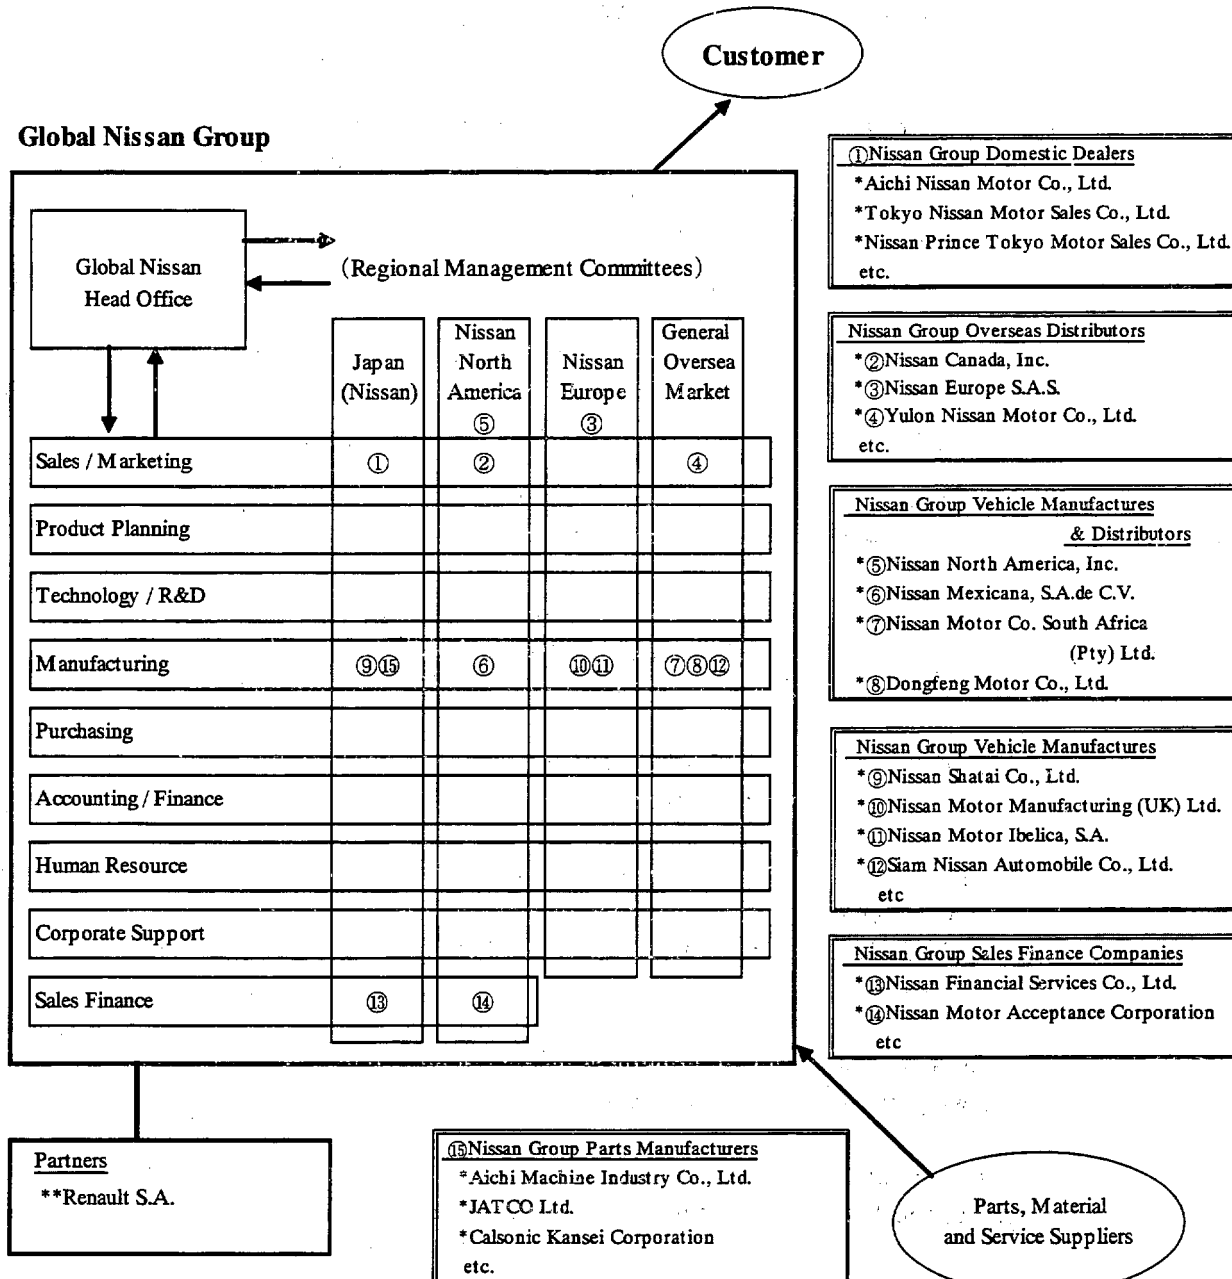 Customer
Global Nissan Group
Global Nissan
Head Office
(Regional Management Committees)
Japan
(Nissan)
Nissan
North
America
⑤
Nissan
Europe
③
General
Oversea
Market
Sales / Marketing ① ② ④
Product Planning
Technology / R&D
Manufacturing ⑨⑮ ⑥ ⑩⑪ ⑦⑧⑫
Purchasing
Accounting / Finance
Human Resource
Corporate Support
Sales Finance ⑬ ⑭
①Nissan Group Domestic Dealers
*Aichi Nissan Motor Co., Ltd.
*Tokyo Nissan Motor Sales Co., Ltd.
*Nissan Prince Tokyo Motor Sales Co., Ltd.
etc.
Nissan Group Overseas Distributors
*②Nissan Canada, Inc.
*③Nissan Europe S.A.S.
*④Yulon Nissan Motor Co., Ltd.
etc.
Nissan Group Vehicle Manufactures
& Distributors
*⑤Nissan North America, Inc.
*⑥Nissan Mexicana, S.A.de C.V.
*⑦Nissan Motor Co. South Africa
(Pty) Ltd.
*⑧Dongfeng Motor Co., Ltd.
Nissan Group Vehicle Manufactures
*⑨Nissan Shatai Co., Ltd.
*⑩Nissan Motor Manufacturing (UK) Ltd.
*⑪Nissan Motor Ibelica, S.A.
*⑫Siam Nissan Automobile Co., Ltd.
etc
Nissan Group Sales Finance Companies
*⑬Nissan Financial Services Co., Ltd.
*⑭Nissan Motor Acceptance Corporation
etc
Partners
**Renault S.A.
⑮Nissan Group Parts Manufacturers
*Aichi Machine Industry Co., Ltd.
*JATCO Ltd.
*Calsonic Kansei Corporation
etc.
Parts, Material
and Service Suppliers